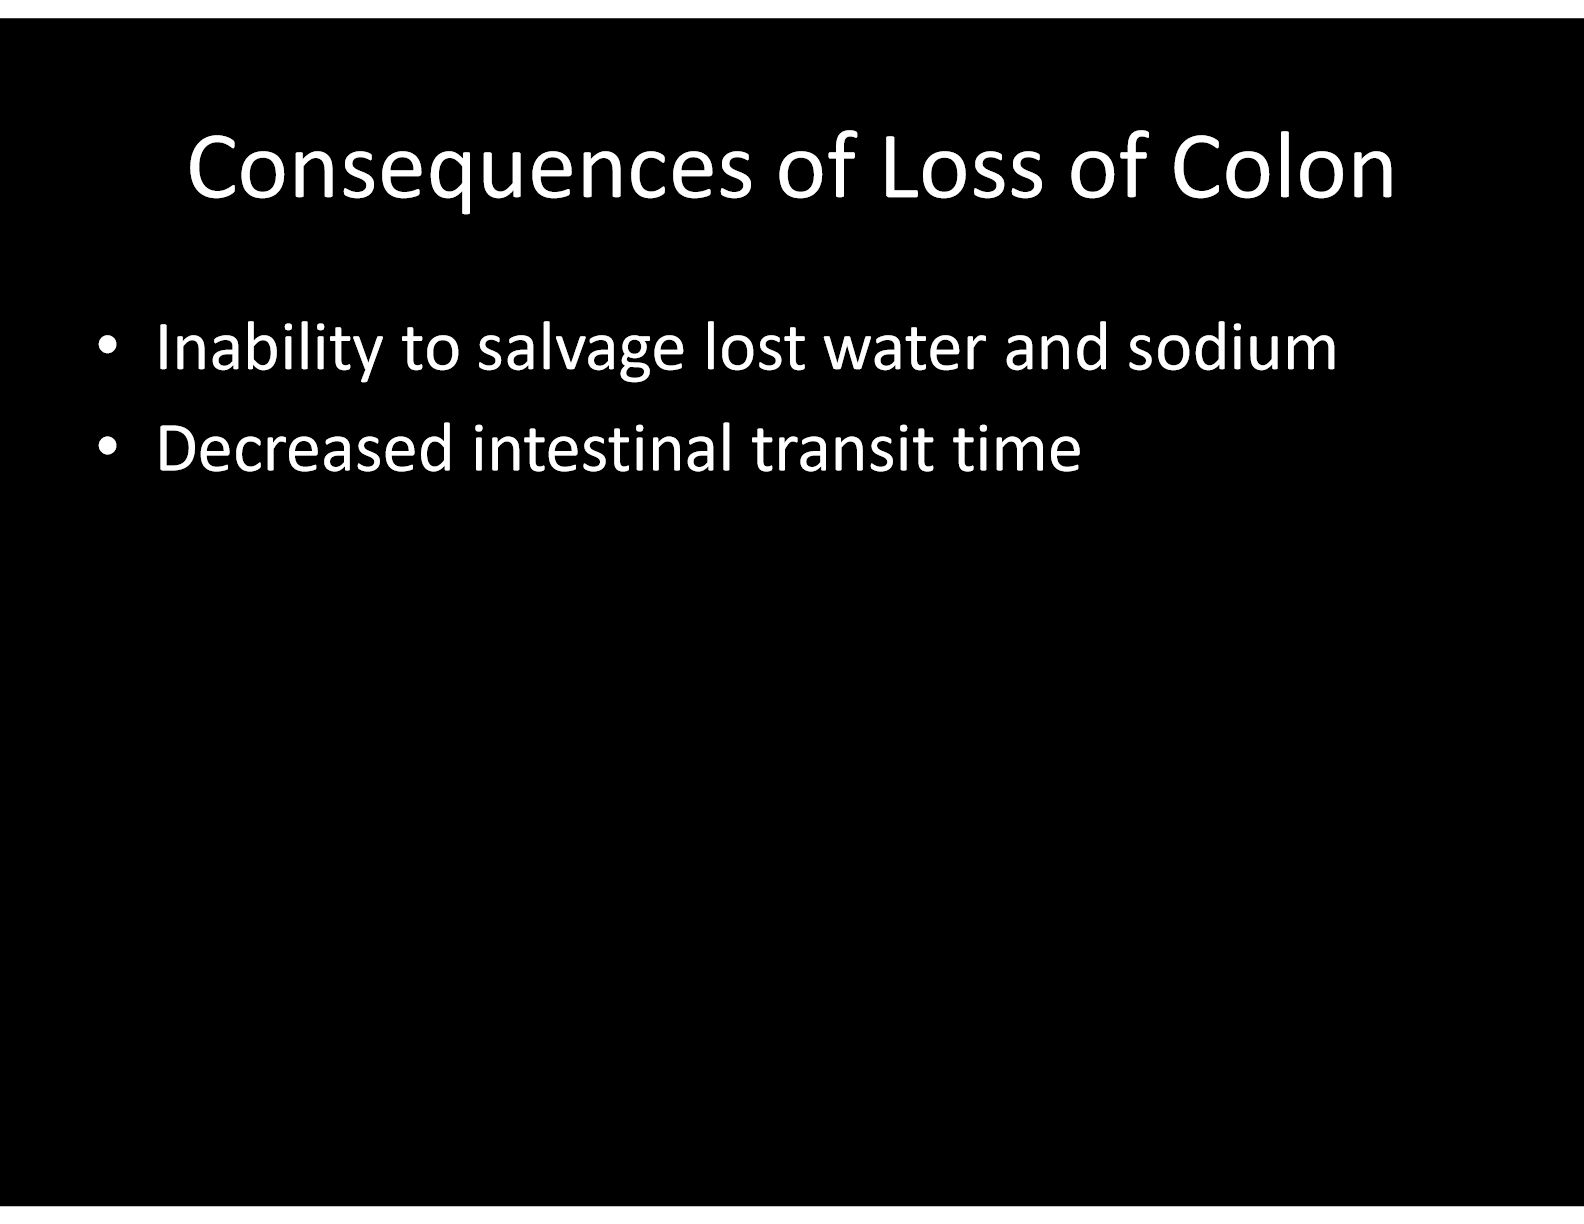 Consequences of Loss of Colon
• Inability to salvage lost water and sodium
• Decreased intestinal transit time